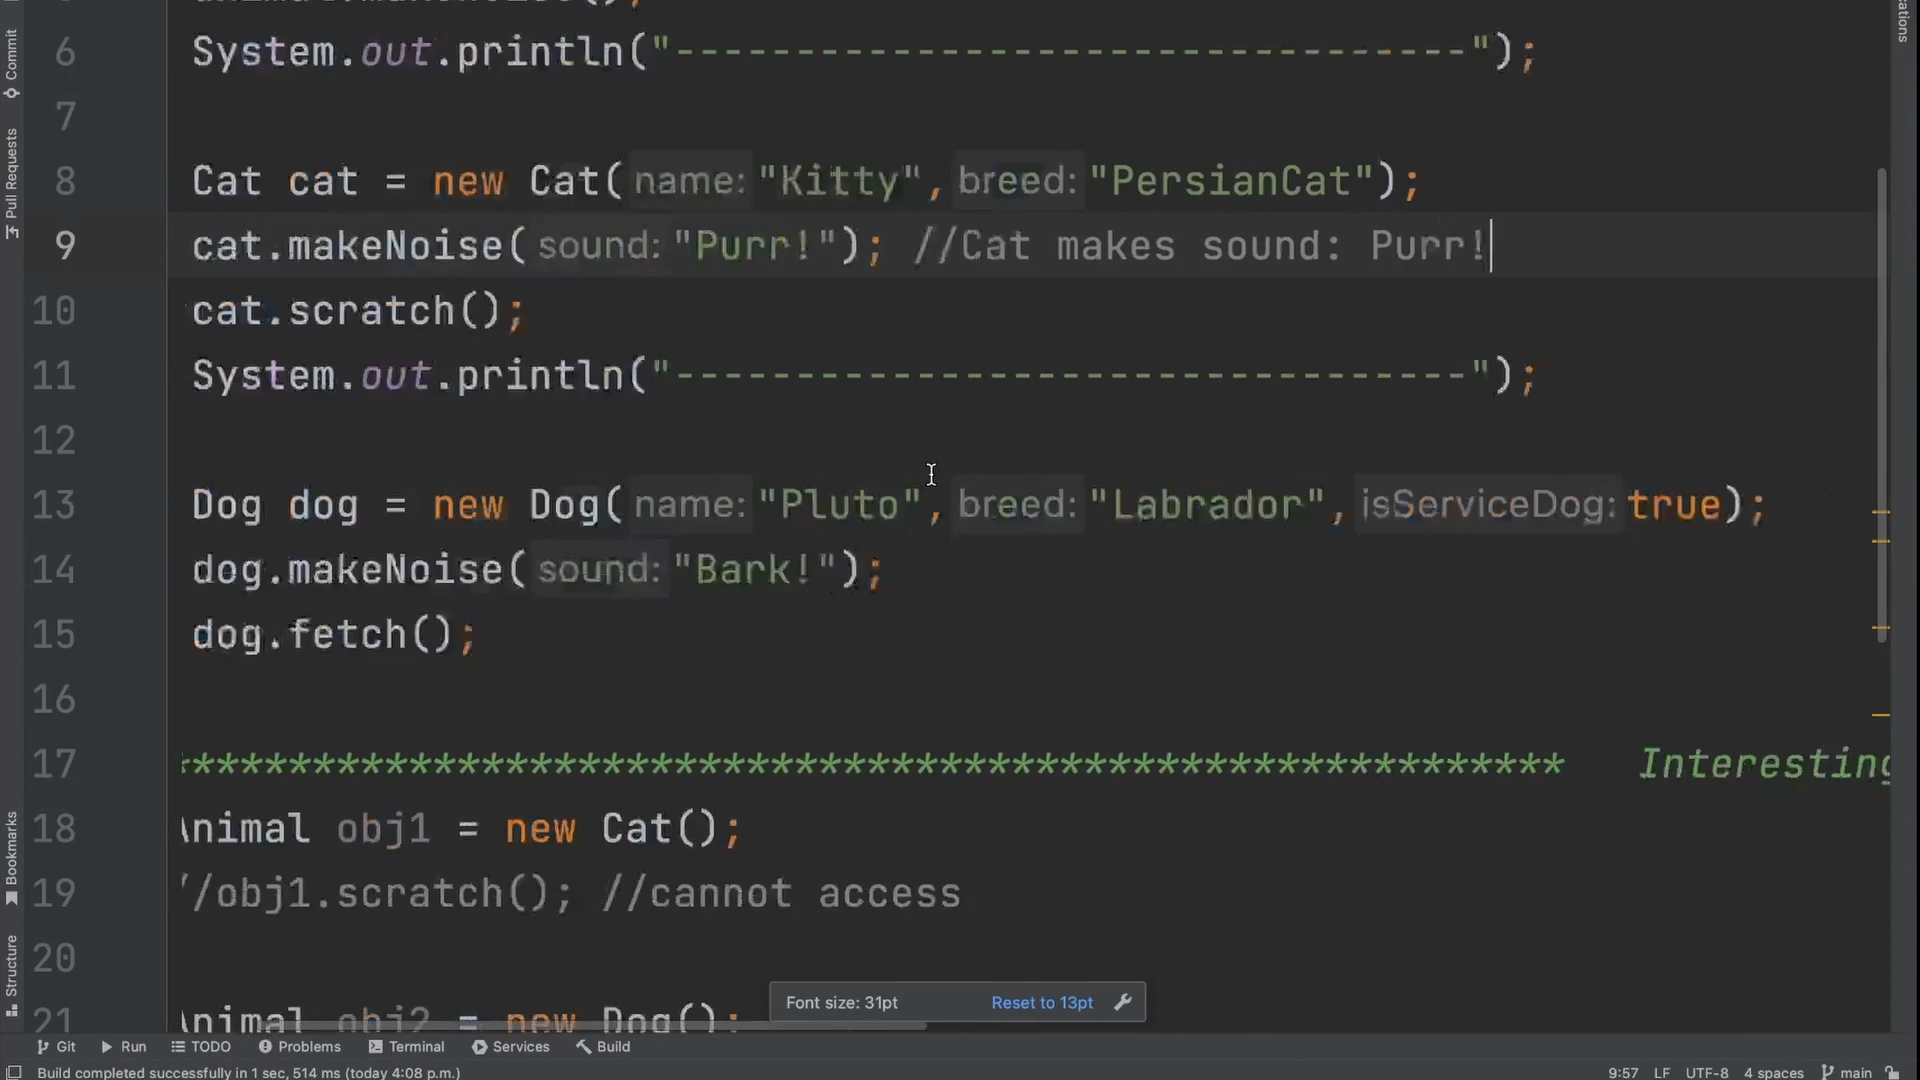 6 System.out.println("---------------------------------");
7
8 Cat cat = new Cat( name: "Kitty", breed: "PersianCat");
9 cat.makeNoise( sound: "Purr!"); //Cat makes sound: Purr!
10 cat.scratch();
11 System.out.println("---------------------------------");
12
13 Dog dog = new Dog( name: "Pluto", breed: "Labrador", isServiceDog: true);
14 dog.makeNoise( sound: "Bark!");
15 dog.fetch();
16
17 ********************************************************* Interesting
18 Animal obj1 = new Cat();
19 //obj1.scratch(); //cannot access
20
21 Animal obj2 = new Dog();
Commit
Pull Requests
Bookmarks
Structure
Font size: 31pt Reset to 13pt
Git Run TODO Problems Terminal Services Build
Build completed successfully in 1 sec, 514 ms (today 4:08 p.m.) 9:57 LF UTF-8 4 spaces main